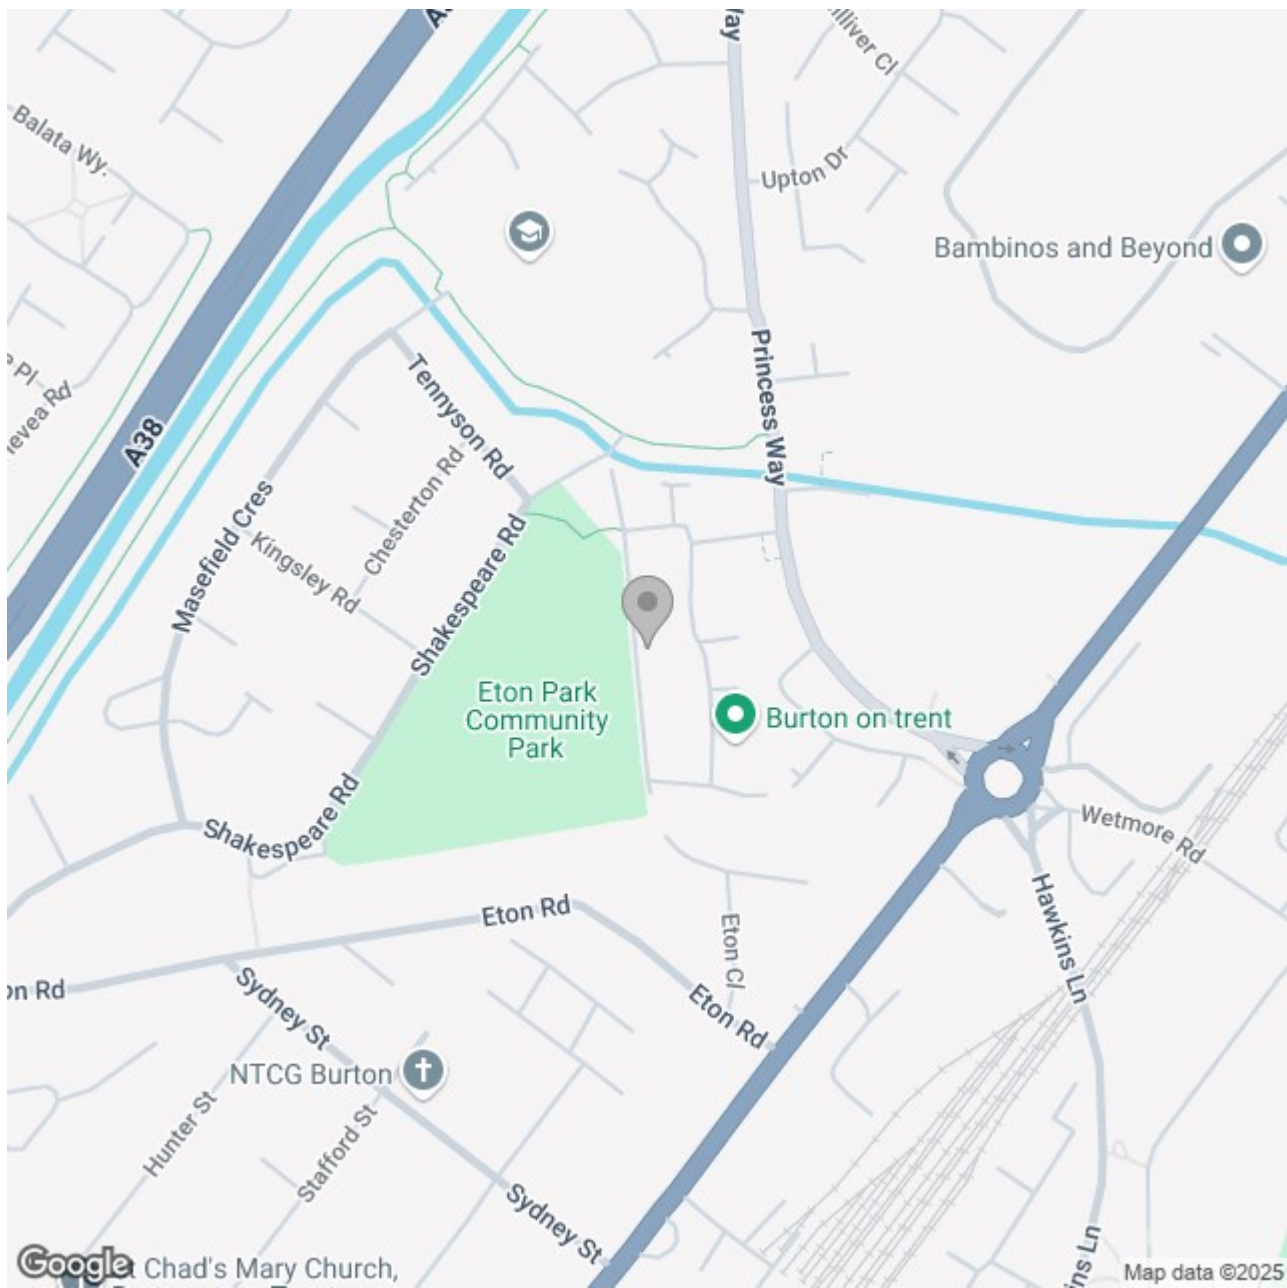 Way
Balata Wy.
Upton Dr
Bambinos and Beyond
Princess Way
Tennyson Rd
A38
Chesterton Rd
Masefield Cres
Kingsley Rd
Shakespeare Rd
Eton Park
Community
Park
Burton on trent
Shakespeare Rd
Wetmore Rd
Hawkins Ln
Eton Rd
Eton Cl
Eton Rd
Sydney St
NTCG Burton
Hunter St
Stafford St
Sydney St
Google
Chad's Mary Church,
Map data ©2025